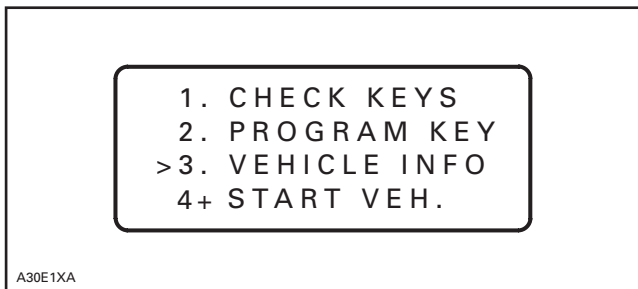 1. CHECK KEYS
2. PROGRAM KEY
>3. VEHICLE INFO
4+ START VEH.
A30E1XA